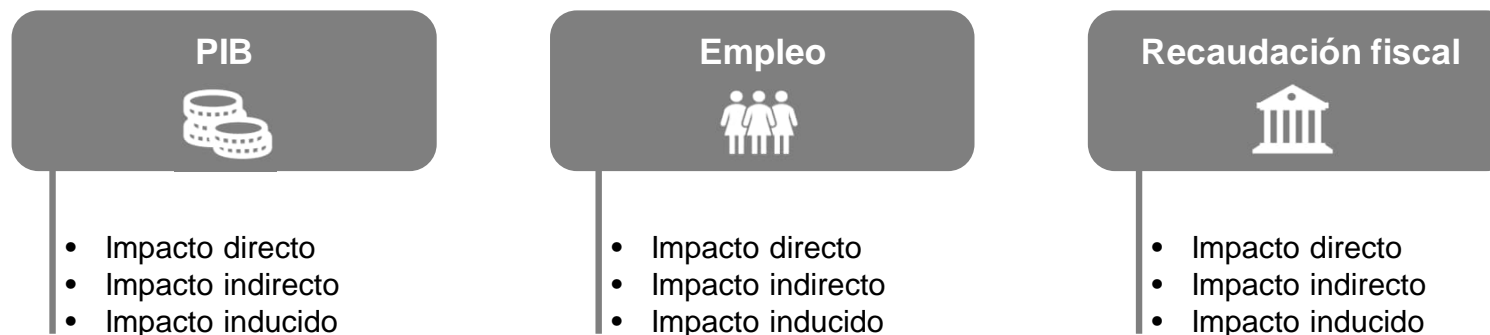 PIB
• Impacto directo
• Impacto indirecto
• Impacto inducido
Empleo
• Impacto directo
• Impacto indirecto
• Impacto inducido
Recaudación fiscal
• Impacto directo
• Impacto indirecto
• Impacto inducido